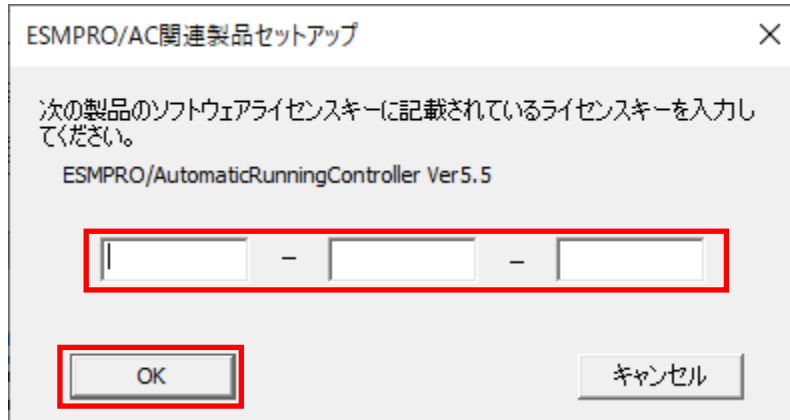 ESMPRO/AC関連製品セットアップ
次の製品のソフトウェアライセンスキーに記載されているライセンスキーを入力し
てください。
ESMPRO/AutomaticRunningController Ver5.5
– –
OK キャンセル